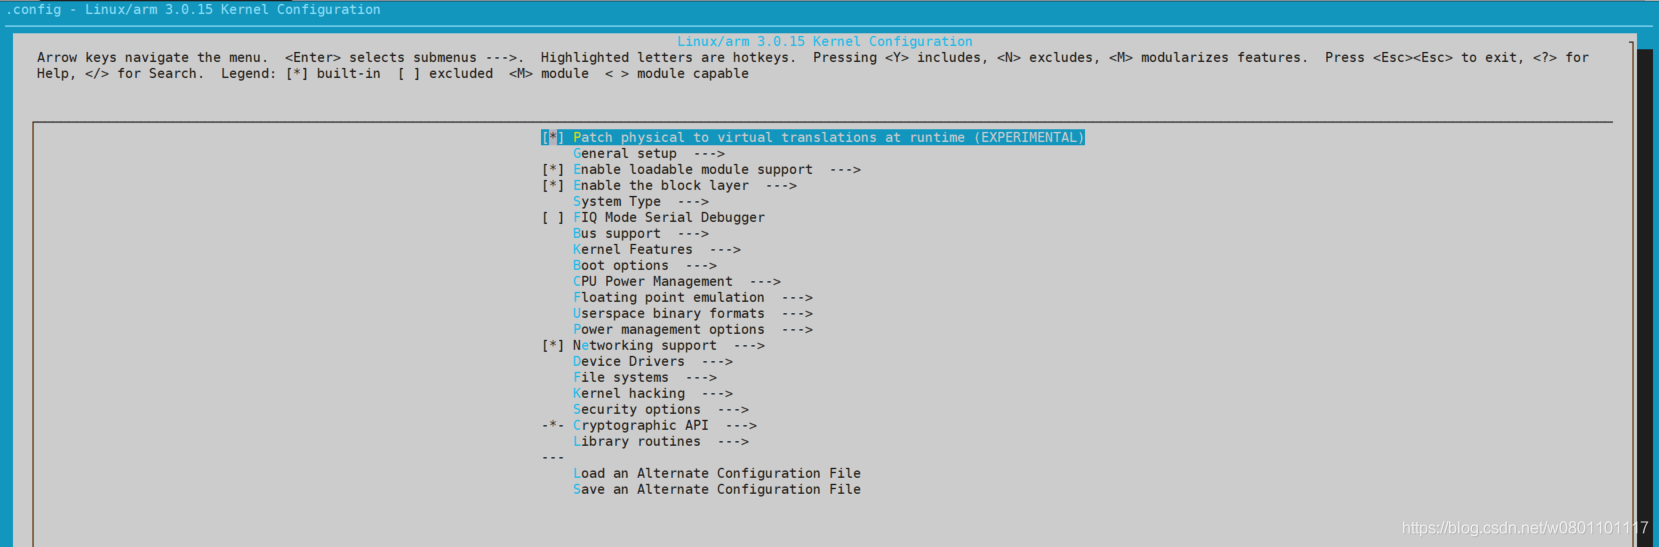 .config - Linux/arm 3.0.15 Kernel Configuration
Linux/arm 3.0.15 Kernel Configuration
Arrow keys navigate the menu.  <Enter> selects submenus --->.  Highlighted letters are hotkeys.  Pressing <Y> includes, <N> excludes, <M> modularizes features.  Press <Esc><Esc> to exit, <?> for
Help, </> for Search.  Legend: [*] built-in  [ ] excluded  <M> module  < > module capable
[*] Patch physical to virtual translations at runtime (EXPERIMENTAL)
General setup  --->
[*] Enable loadable module support  --->
[*] Enable the block layer  --->
System Type  --->
[ ] FIQ Mode Serial Debugger
Bus support  --->
Kernel Features  --->
Boot options  --->
CPU Power Management  --->
Floating point emulation  --->
Userspace binary formats  --->
Power management options  --->
[*] Networking support  --->
Device Drivers  --->
File systems  --->
Kernel hacking  --->
Security options  --->
-*- Cryptographic API  --->
Library routines  --->
---
Load an Alternate Configuration File
Save an Alternate Configuration File
https://blog.csdn.net/w0801101117